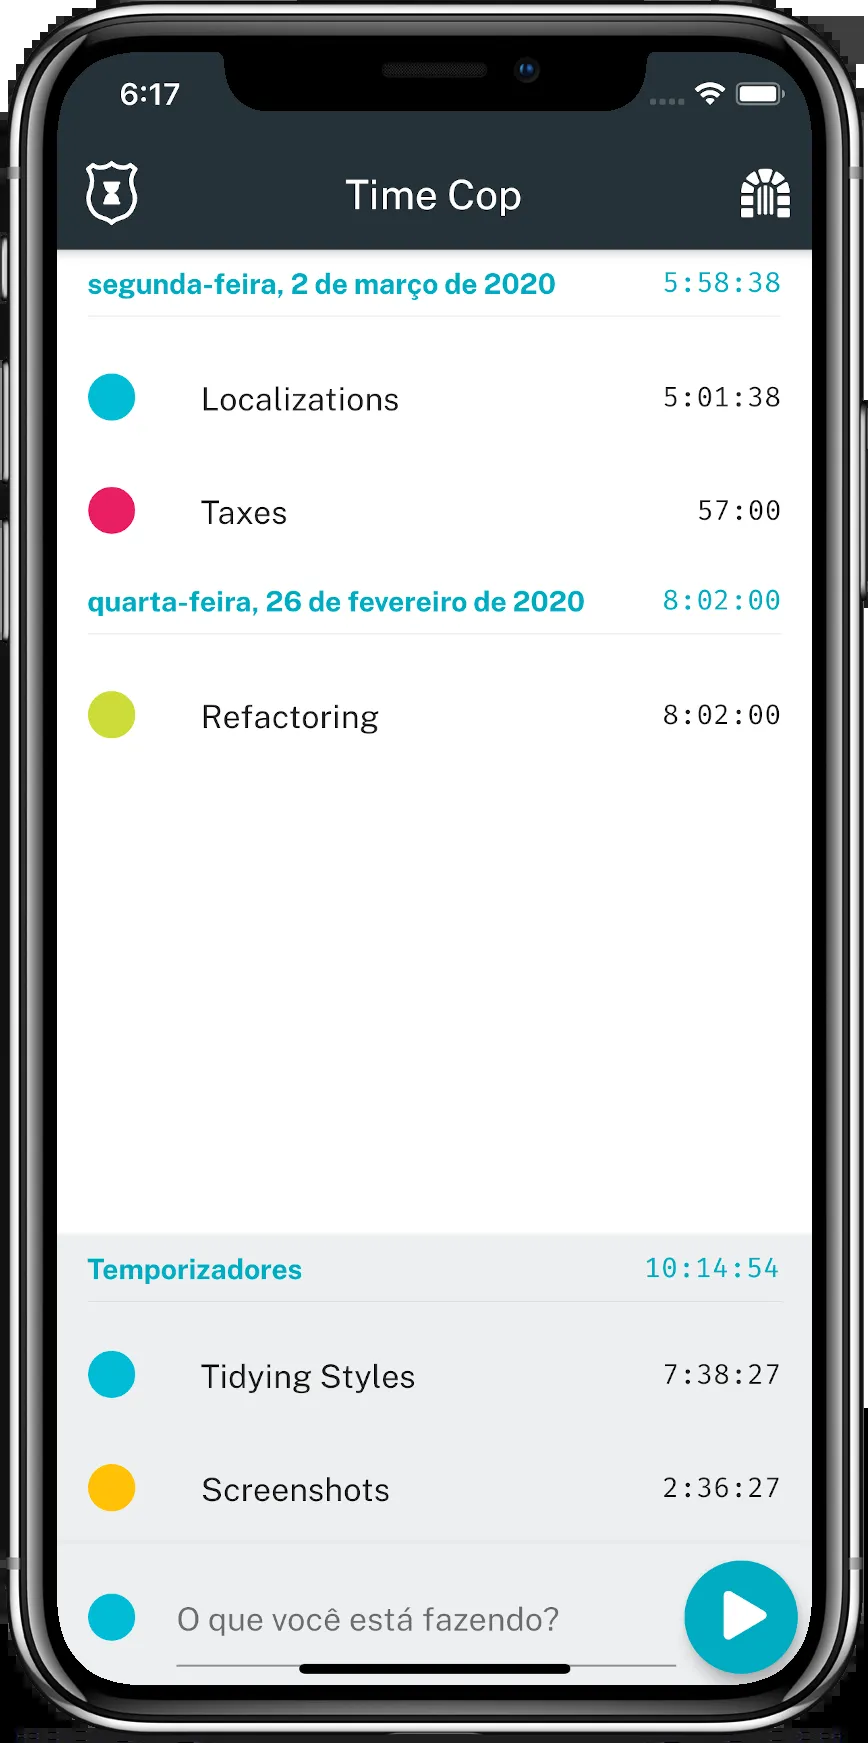 6:17
Time Cop
segunda-feira, 2 de março de 2020 5:58:38
Localizations 5:01:38
Taxes 57:00
quarta-feira, 26 de fevereiro de 2020 8:02:00
Refactoring 8:02:00
Temporizadores 10:14:54
Tidying Styles 7:38:27
Screenshots 2:36:27
O que você está fazendo?